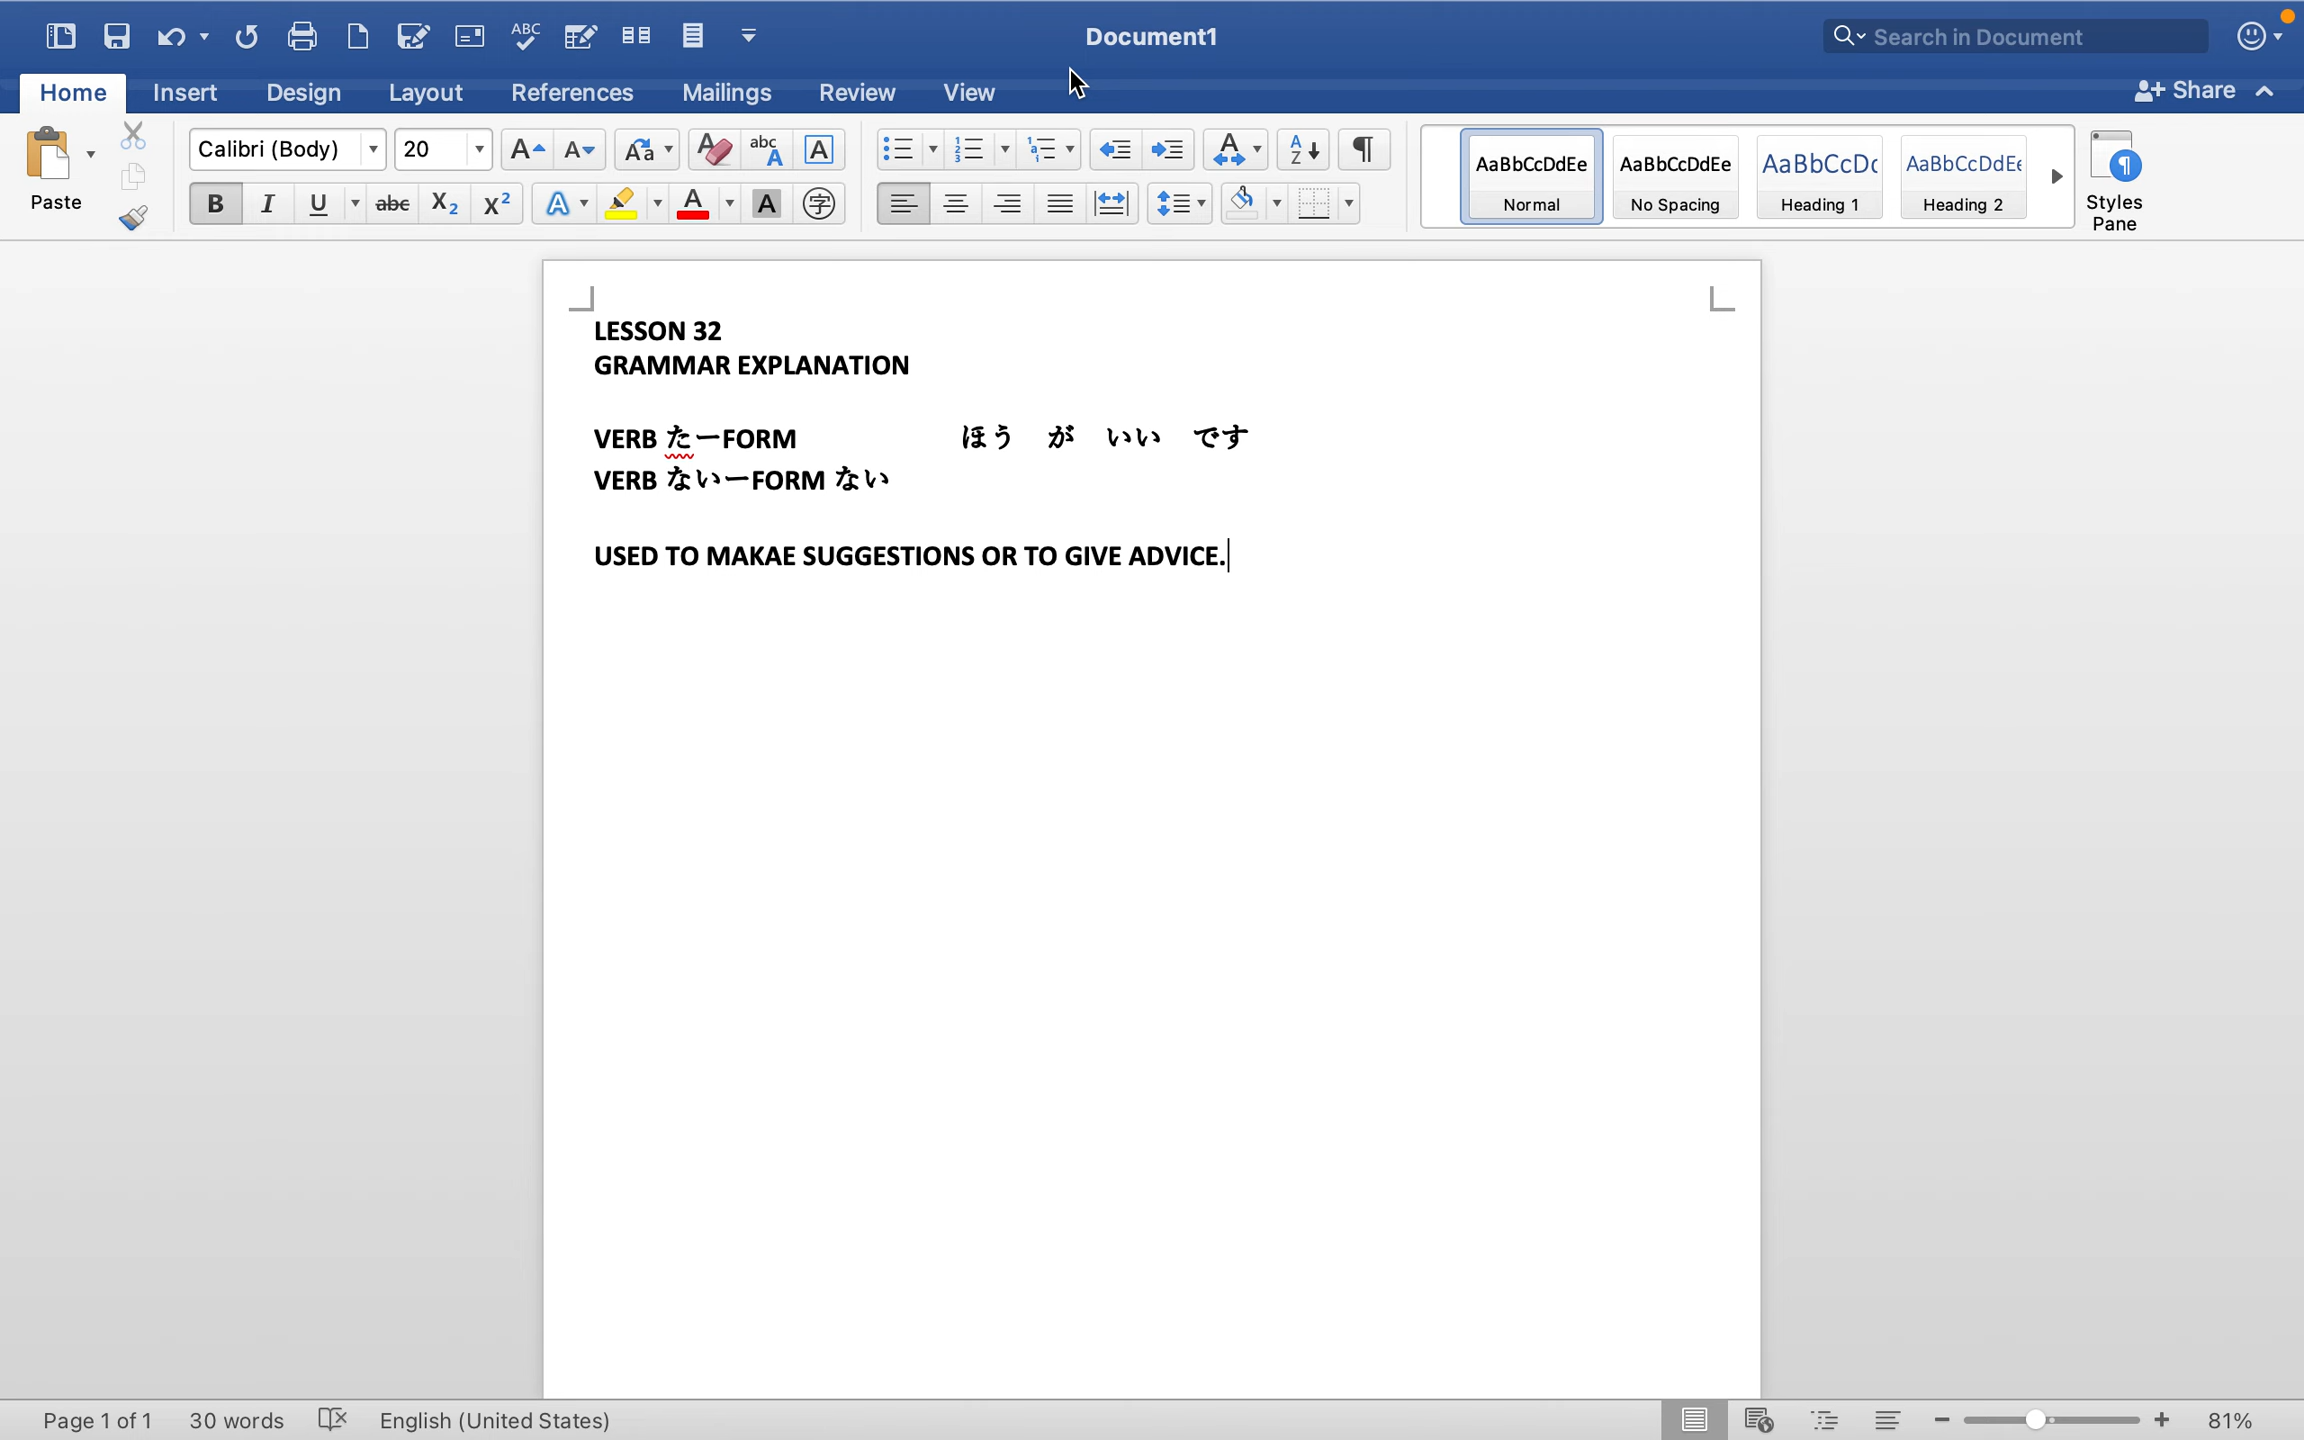 Document1
Search in Document
Home Insert Design Layout References Mailings Review View Share
Paste
Calibri (Body) 20
AaBbCcDdEe AaBbCcDdEe AaBbCcDc AaBbCcDdEe
Normal No Spacing Heading 1 Heading 2
Styles
Pane
LESSON 32
GRAMMAR EXPLANATION
VERB たーFORM ほう が いい です
VERB ないーFORM ない
USED TO MAKAE SUGGESTIONS OR TO GIVE ADVICE.
Page 1 of 1 30 words English (United States) 81%